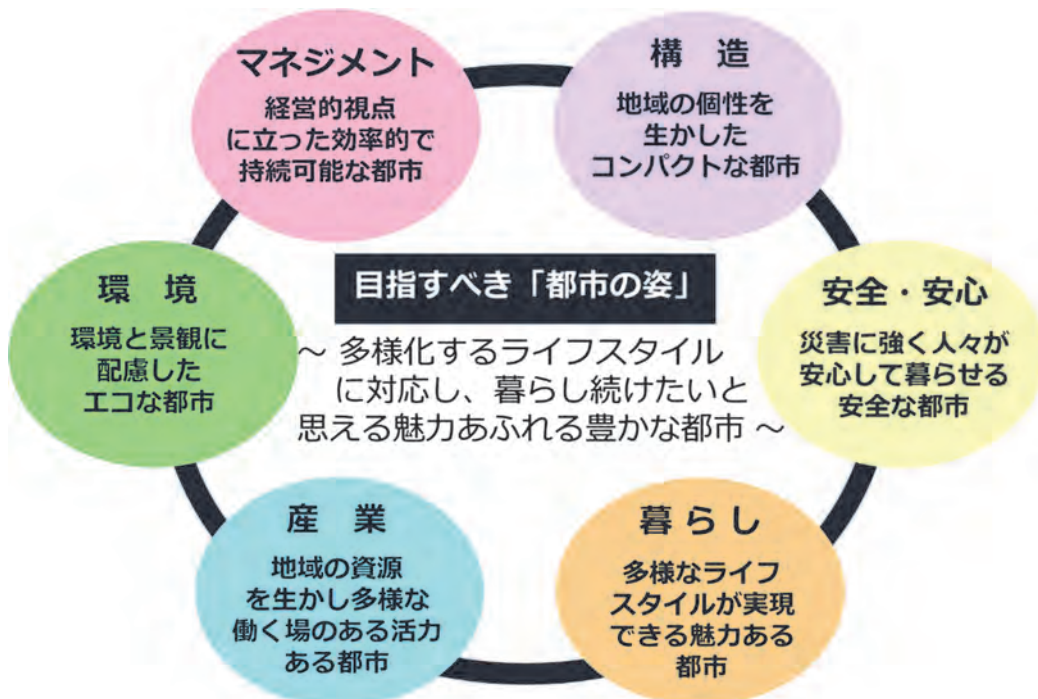 マネジメント
経営的視点
に立った効率的で
持続可能な都市
構　造
地域の個性を
生かした
コンパクトな都市
環　境
環境と景観に
配慮した
エコな都市
目指すべき「都市の姿」
～ 多様化するライフスタイル
に対応し、暮らし続けたいと
思える魅力あふれる豊かな都市 ～
安全・安心
災害に強く人々が
安心して暮らせる
安全な都市
産　業
地域の資源
を生かし多様な
働く場のある活力
ある都市
暮 ら し
多様なライフ
スタイルが実現
できる魅力ある
都市